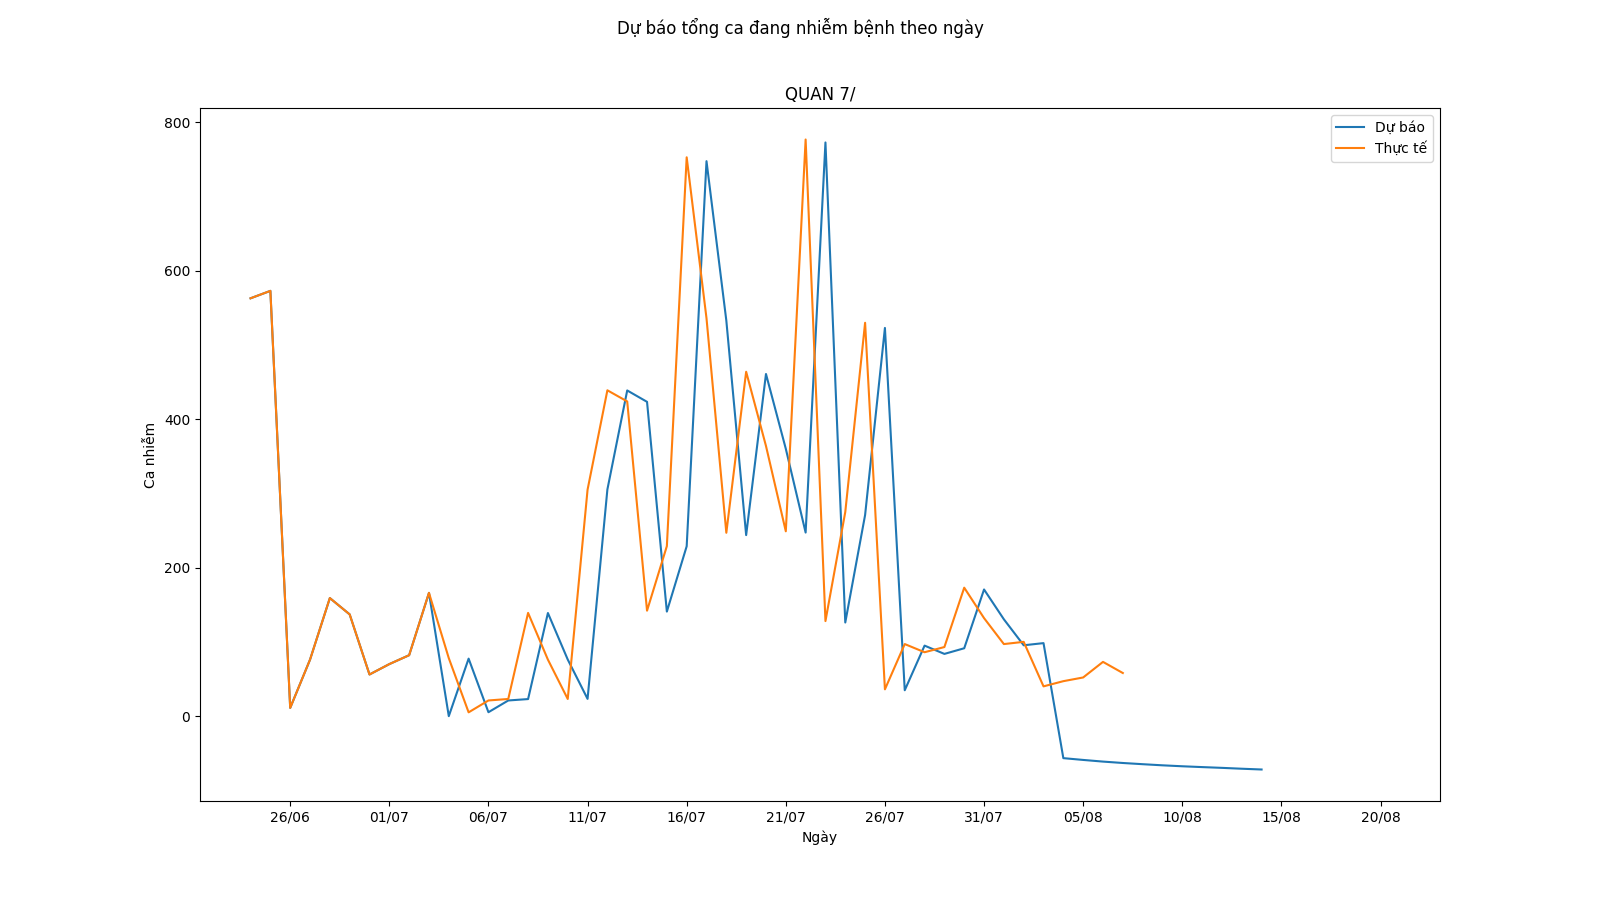 Dự báo tổng ca đang nhiễm bệnh theo ngày
QUAN 7/
Dự báo
Thực tế
800
600
400
200
0
Ca nhiễm
26/06
01/07
06/07
11/07
16/07
21/07
26/07
31/07
05/08
10/08
15/08
20/08
Ngày